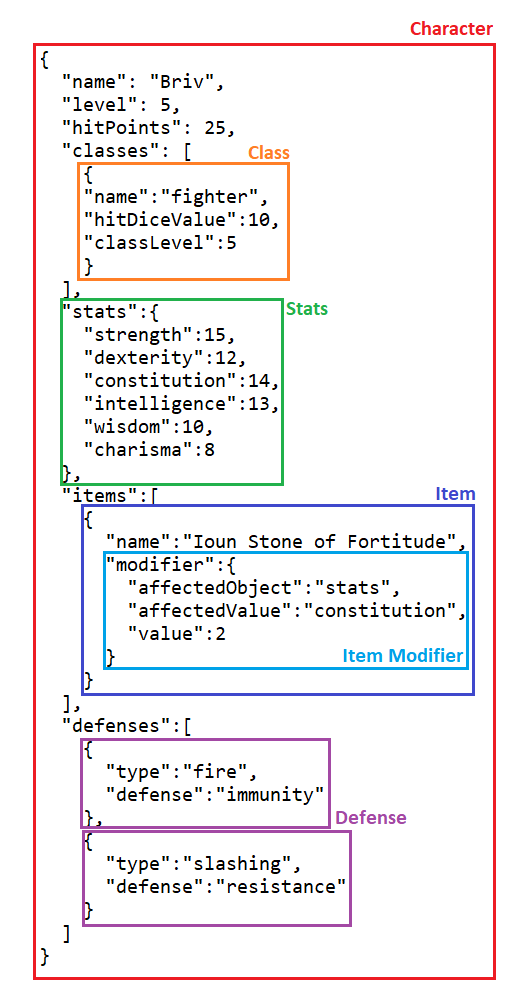 Character
{
  "name": "Briv",
  "level": 5,
  "hitPoints": 25,
  "classes": [
Class
    {
    "name":"fighter",
    "hitDiceValue":10,
    "classLevel":5
    }
  ],
  "stats":{
Stats
    "strength":15,
    "dexterity":12,
    "constitution":14,
    "intelligence":13,
    "wisdom":10,
    "charisma":8
  },
  "items":[
Item
    {
      "name":"Ioun Stone of Fortitude",
      "modifier":{
        "affectedObject":"stats",
        "affectedValue":"constitution",
        "value":2
      }
Item Modifier
    }
  ],
  "defenses":[
    {
      "type":"fire",
      "defense":"immunity"
    },
Defense
    {
      "type":"slashing",
      "defense":"resistance"
    }
  ]
}